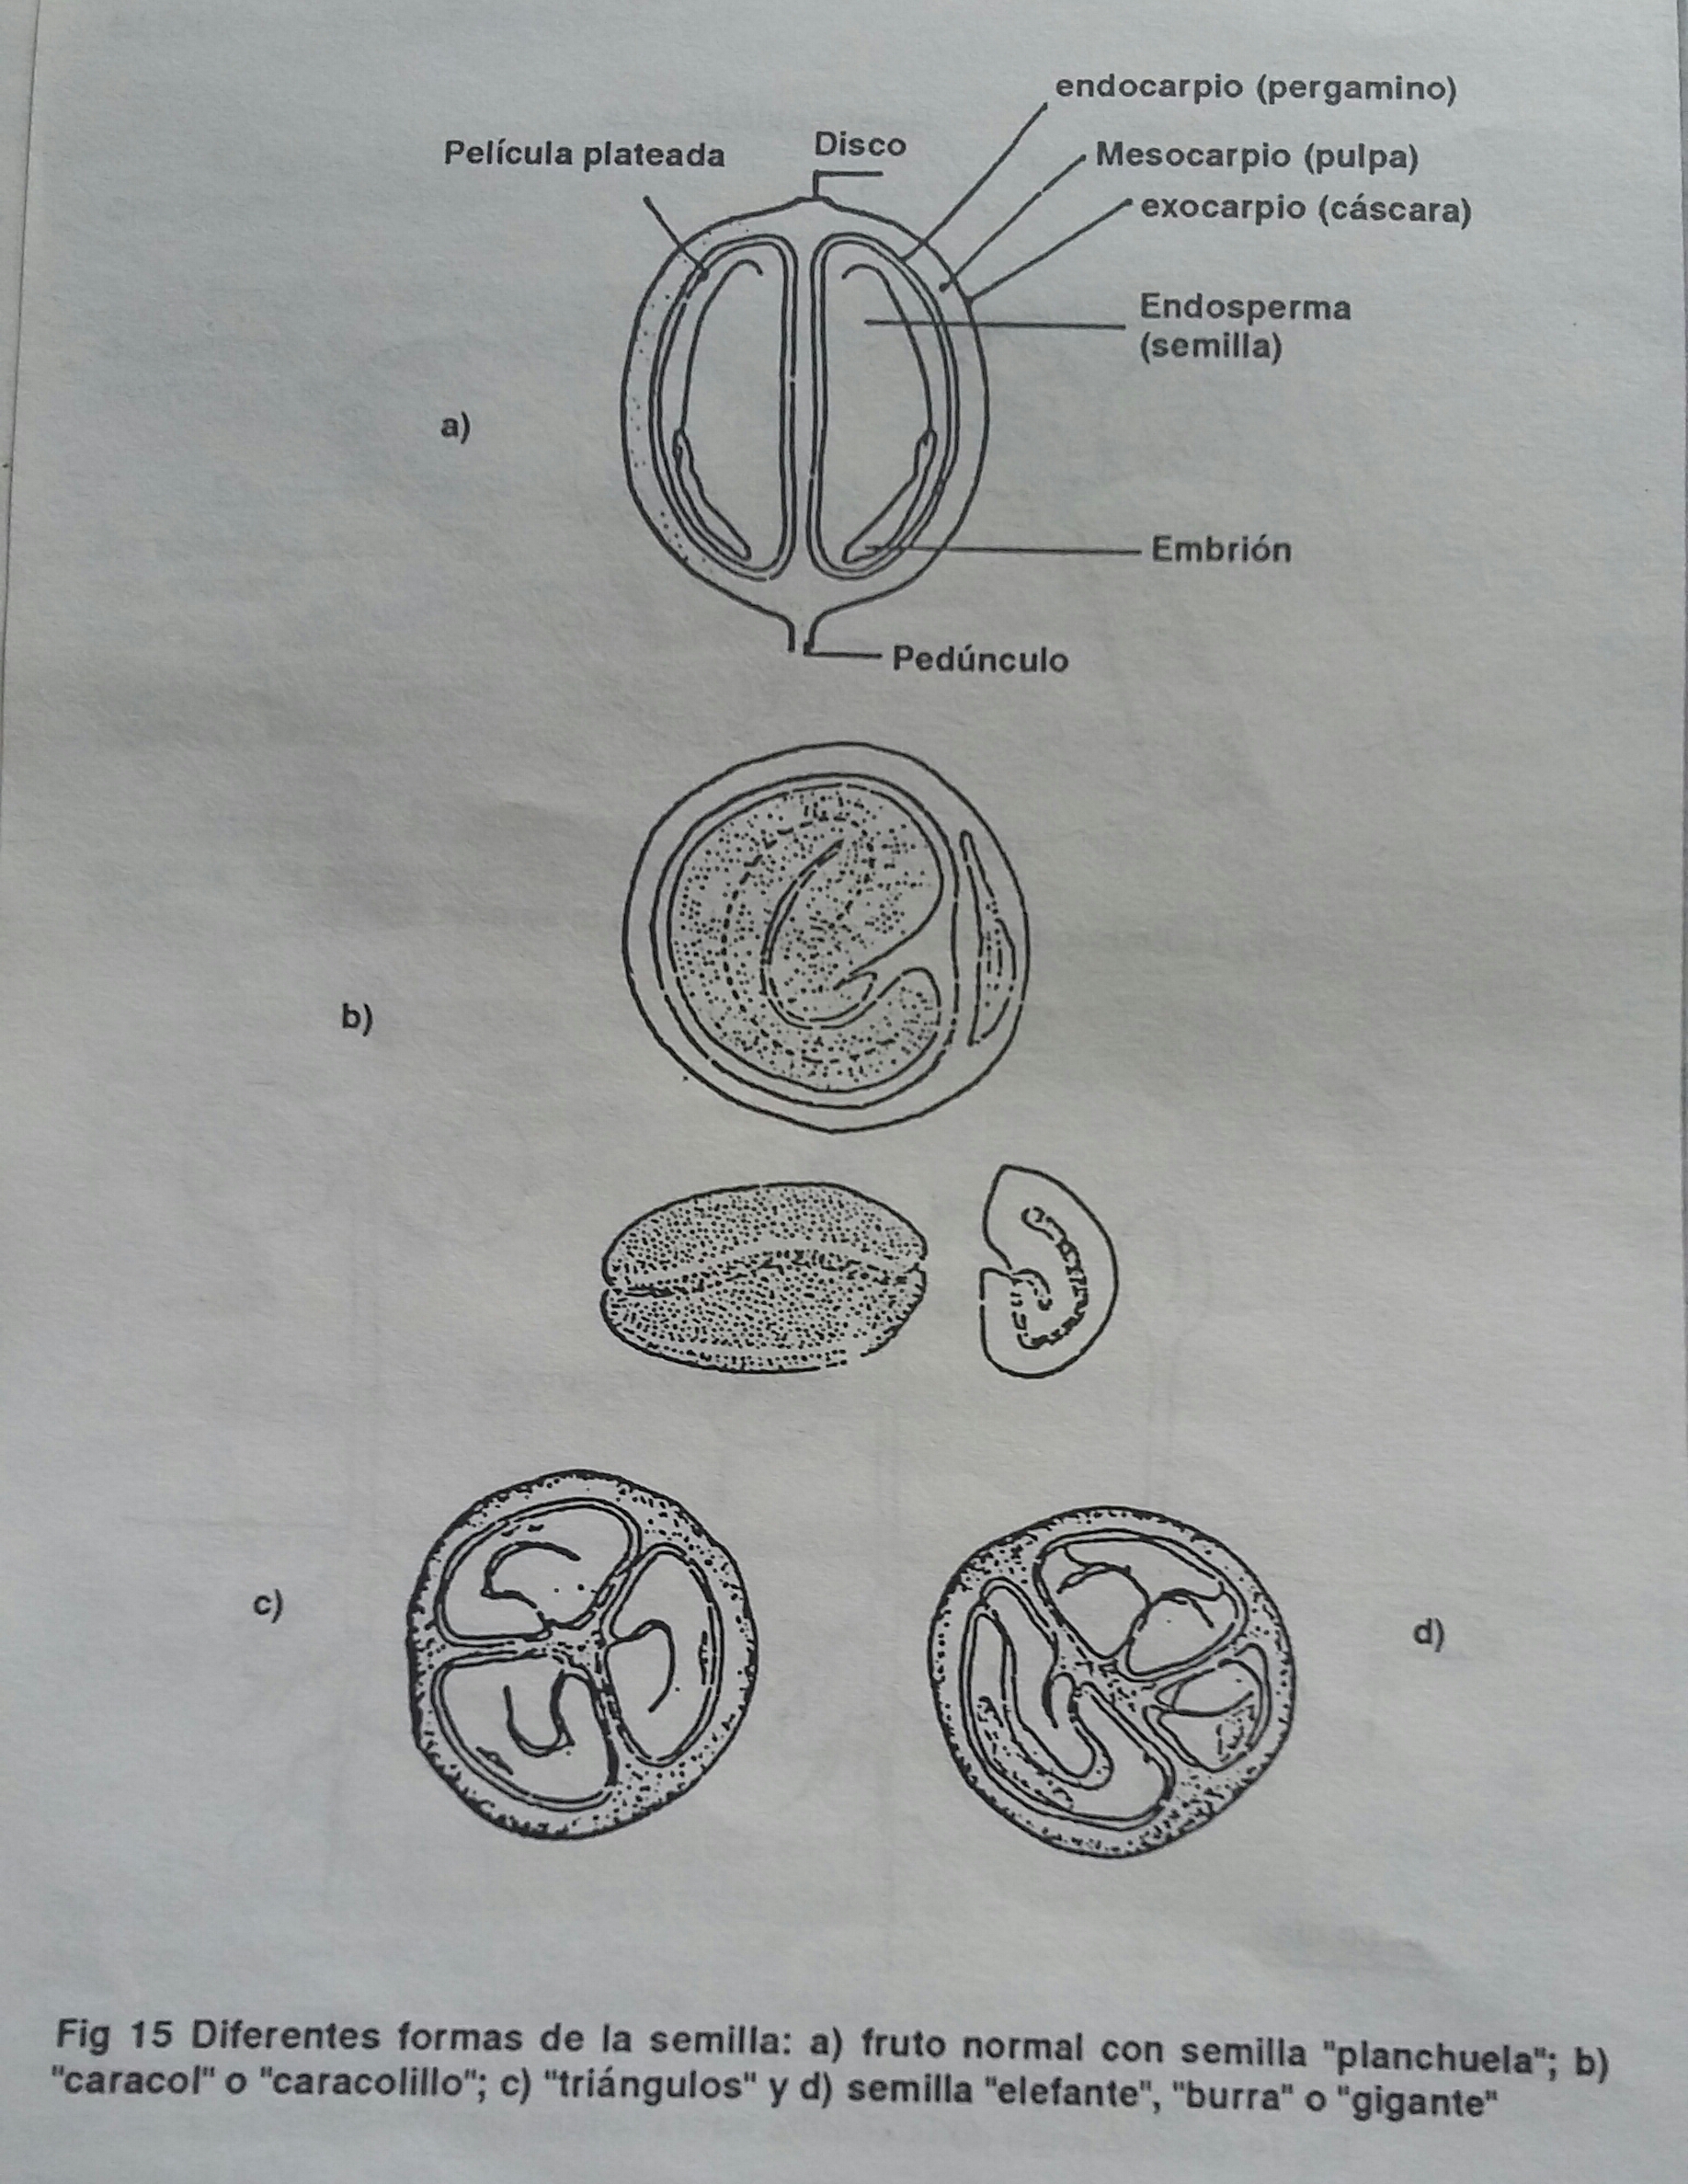 endocarpio (pergamino)
Película plateada
Disco
Mesocarpio (pulpa)
exocarpio (cáscara)
Endosperma
(semilla)
a)
Embrión
Pedúnculo
b)
c)
d)
Fig 15 Diferentes formas de la semilla: a) fruto normal con semilla "planchuela"; b)
"caracol" o "caracolillo"; c) "triángulos" y d) semilla "elefante", "burra" o "gigante"